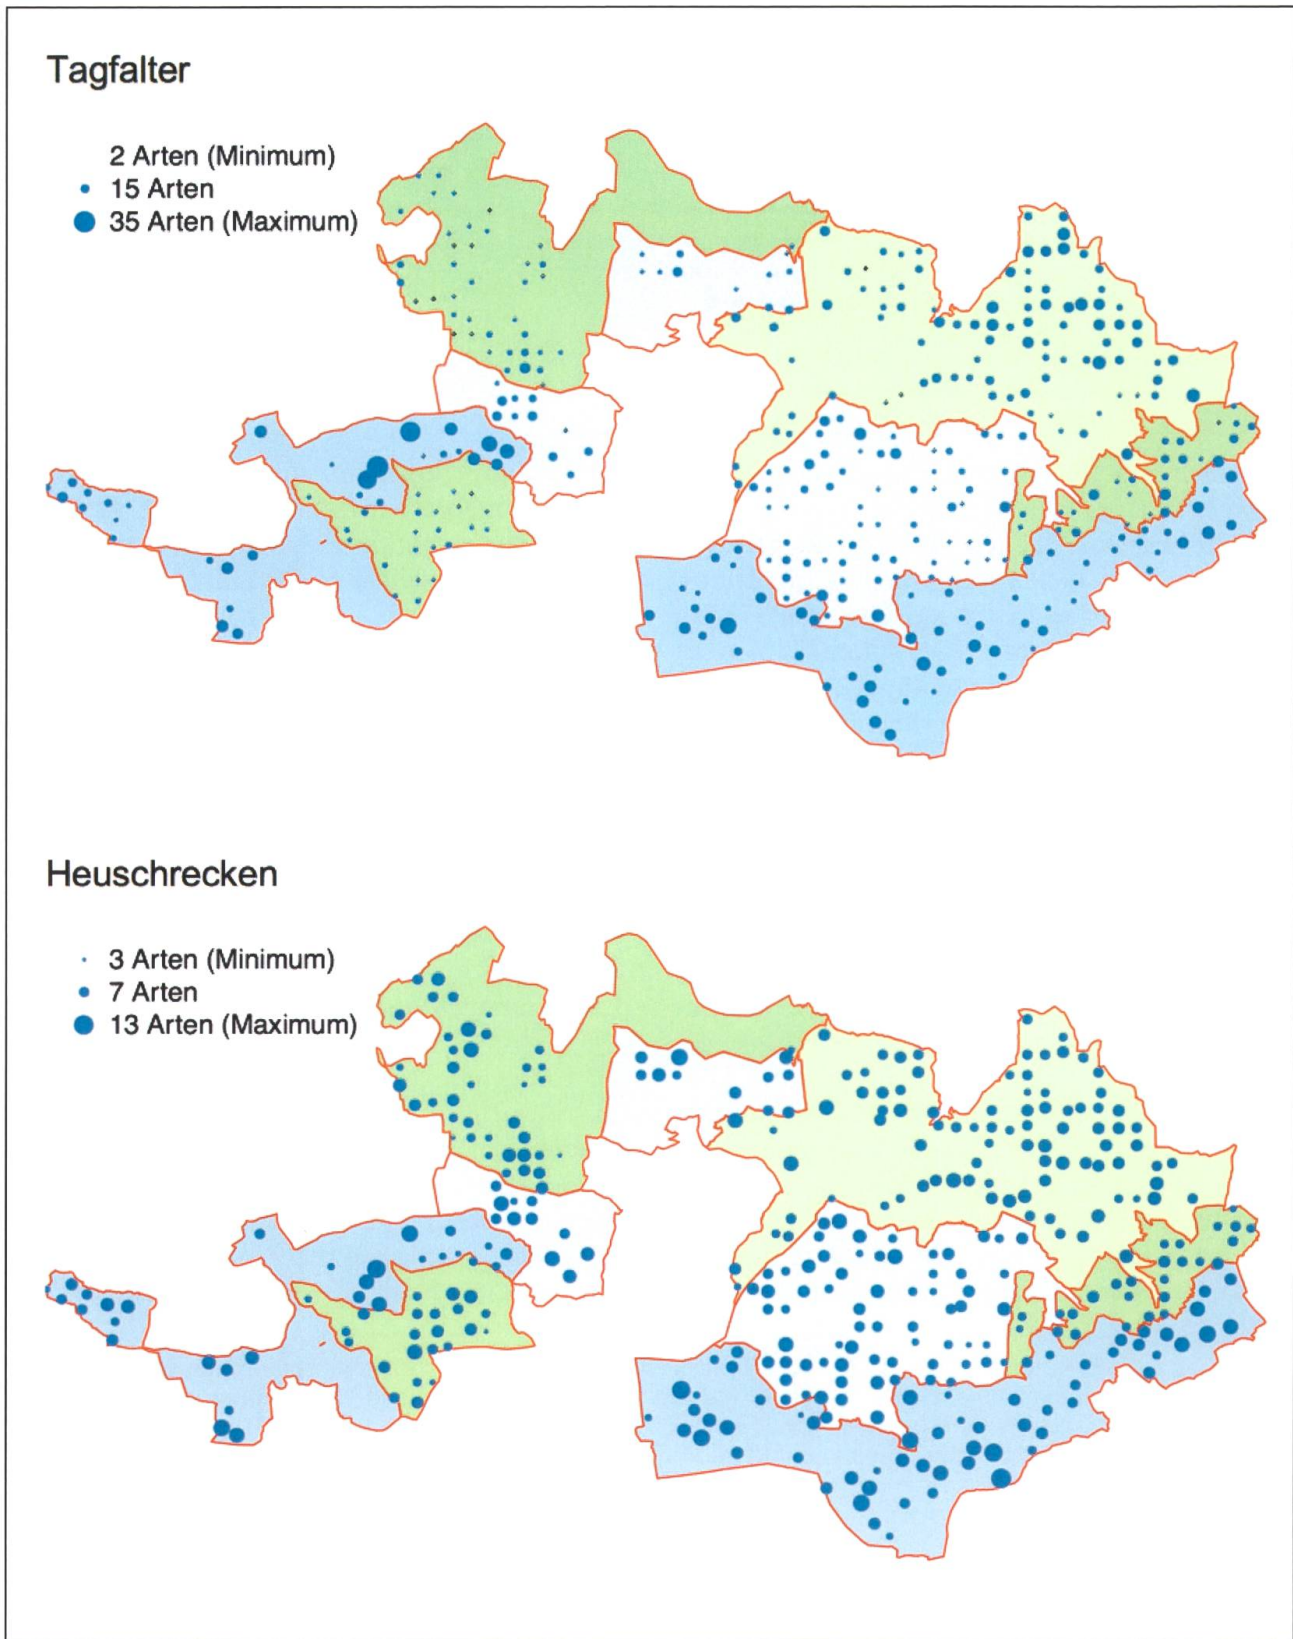 Tagfalter
2 Arten (Minimum)
15 Arten
35 Arten (Maximum)
Heuschrecken
3 Arten (Minimum)
7 Arten
13 Arten (Maximum)